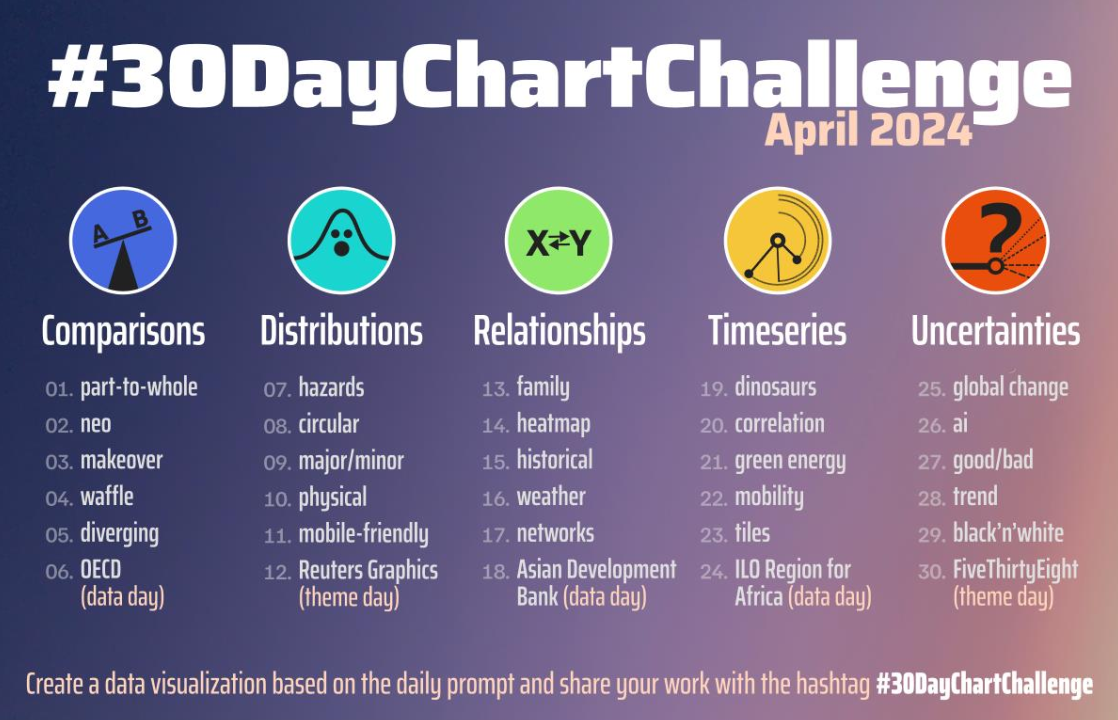 #30DayChartChallenge
April 2024
A B
X⇄Y
?
Comparisons
01. part-to-whole
02. neo
03. makeover
04. waffle
05. diverging
06. OECD
(data day)
Distributions
07. hazards
08. circular
09. major/minor
10. physical
11. mobile-friendly
12. Reuters Graphics
(theme day)
Relationships
13. family
14. heatmap
15. historical
16. weather
17. networks
18. Asian Development
Bank (data day)
Timeseries
19. dinosaurs
20. correlation
21. green energy
22. mobility
23. tiles
24. ILO Region for
Africa (data day)
Uncertainties
25. global change
26. ai
27. good/bad
28. trend
29. black’n’white
30. FiveThirtyEight
(theme day)
Create a data visualization based on the daily prompt and share your work with the hashtag #30DayChartChallenge